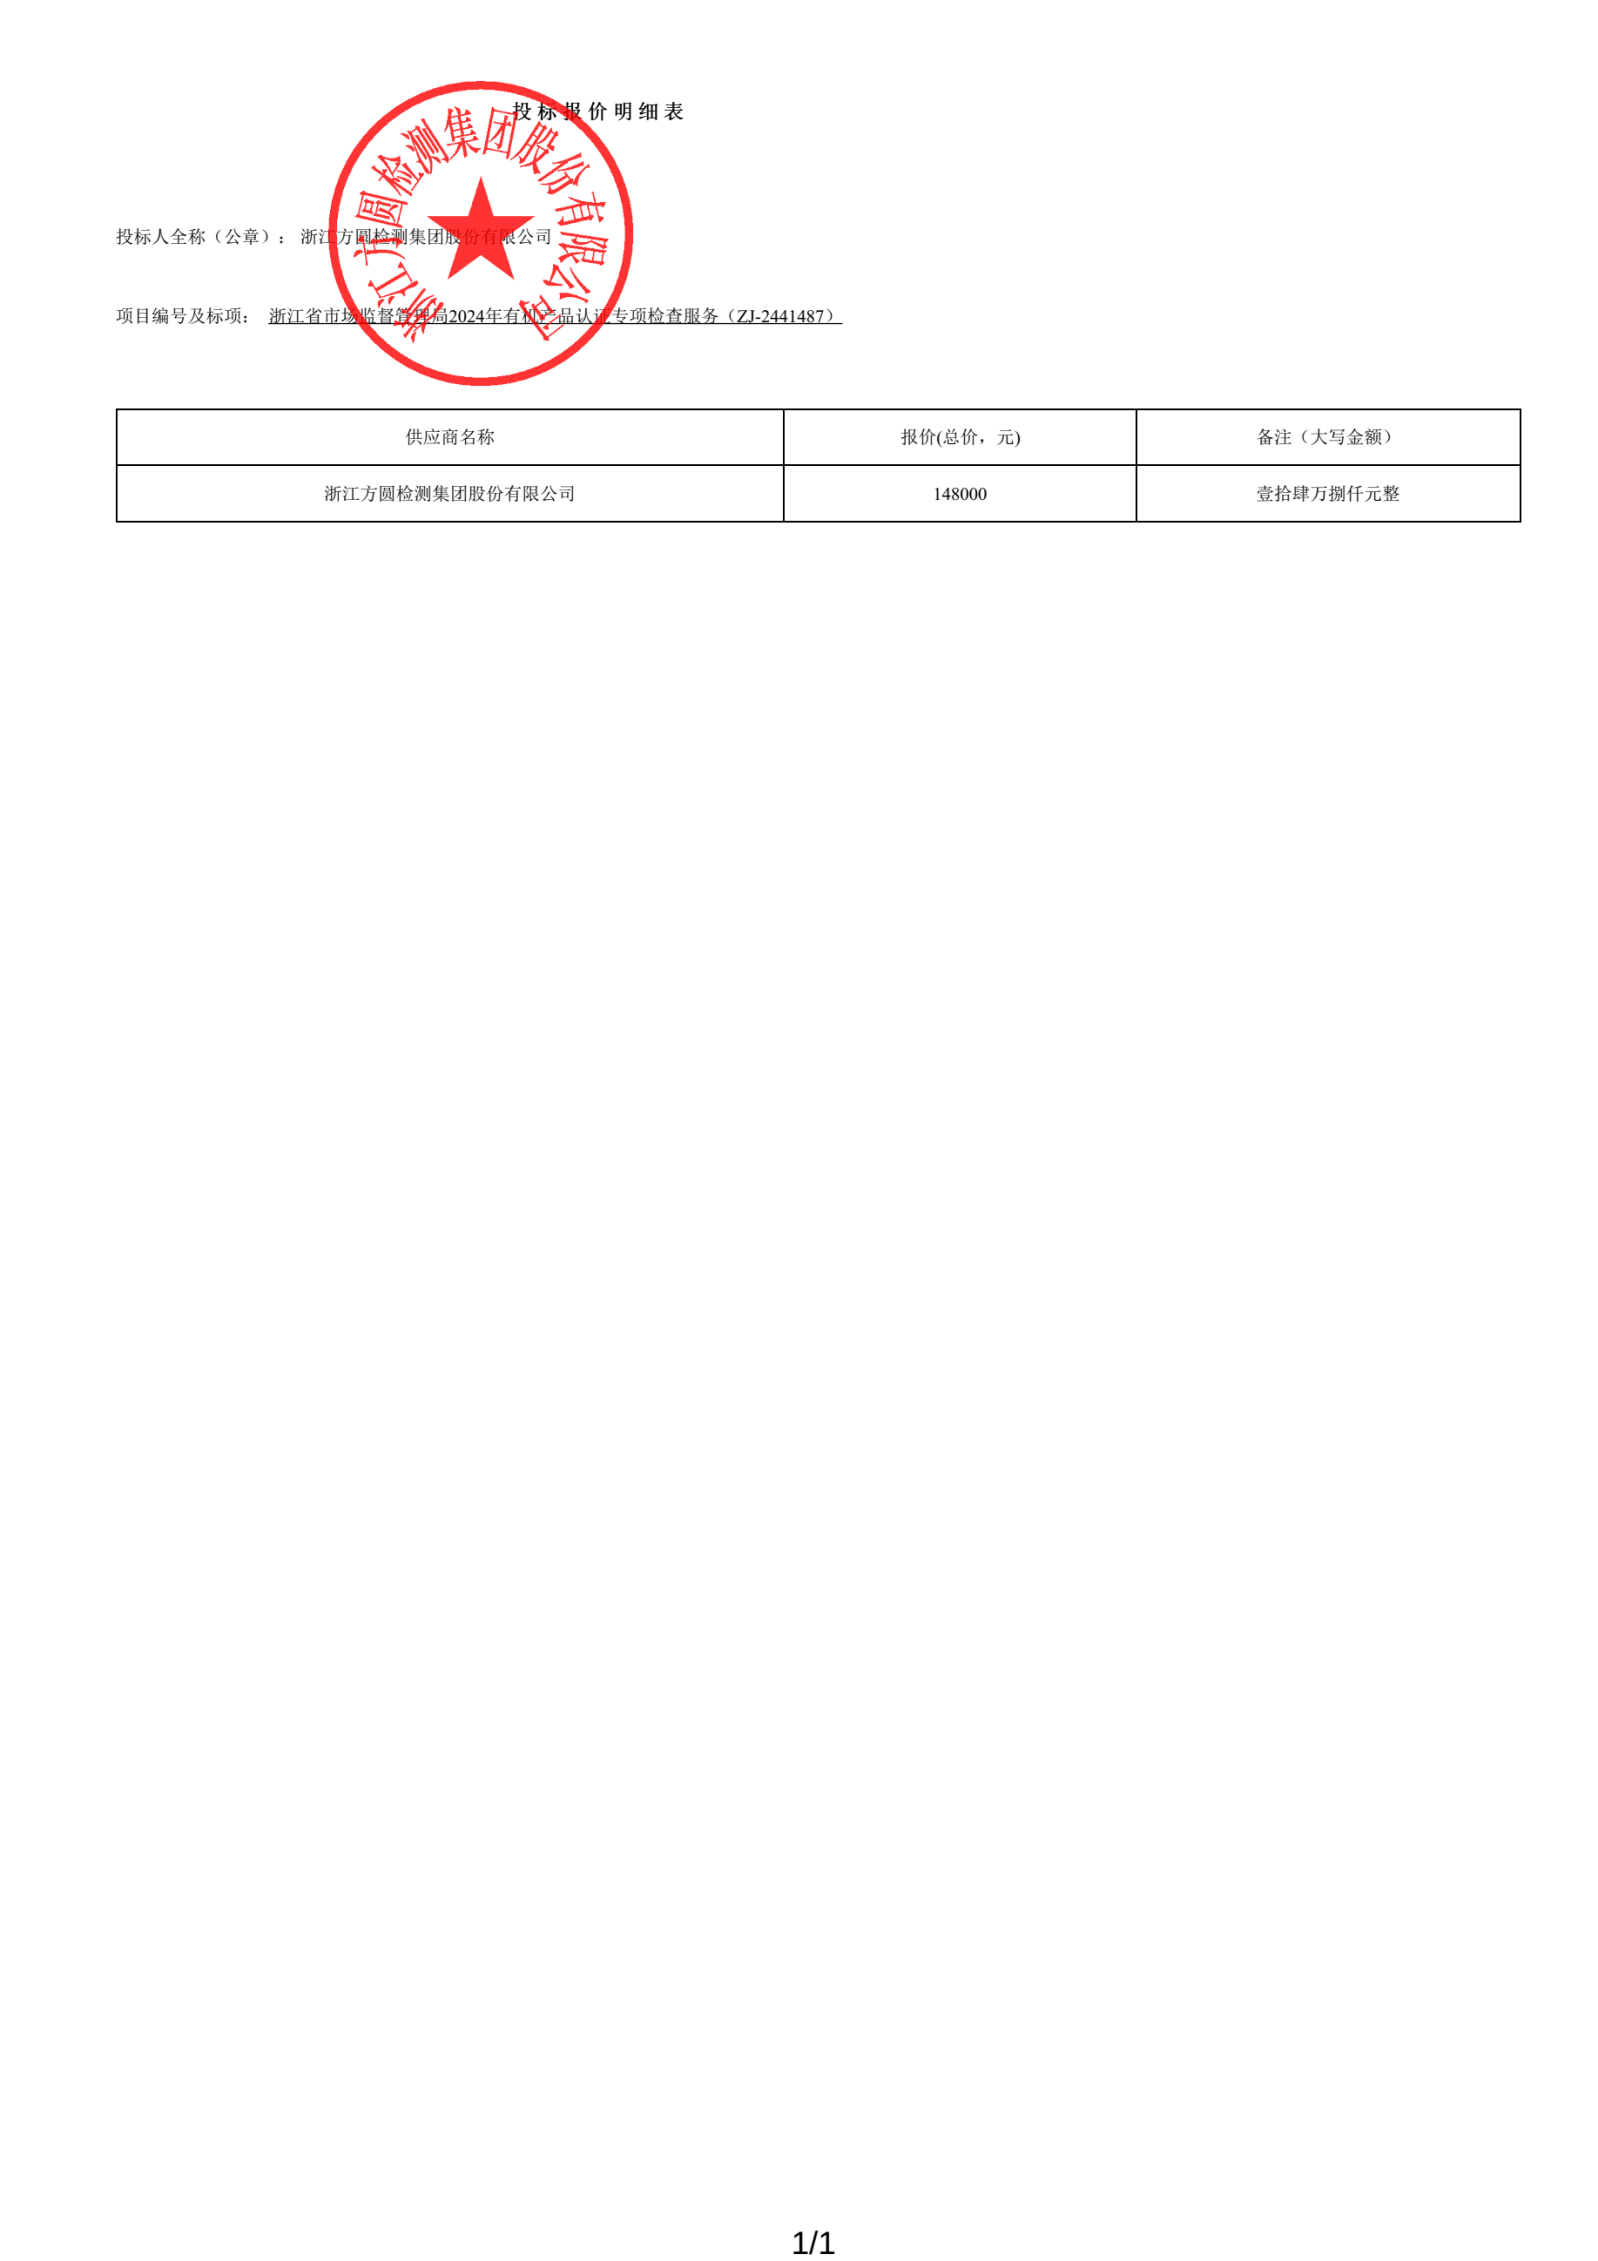 投标报价明细表
浙江方圆检测集团股份有限公司
投标人全称（公章）： 浙江方圆检测集团股份有限公司
项目编号及标项： 浙江省市场监督管理局2024年有机产品认证专项检查服务（ZJ-2441487）
供应商名称 报价(总价，元) 备注（大写金额）
浙江方圆检测集团股份有限公司 148000 壹拾肆万捌仟元整
1/1